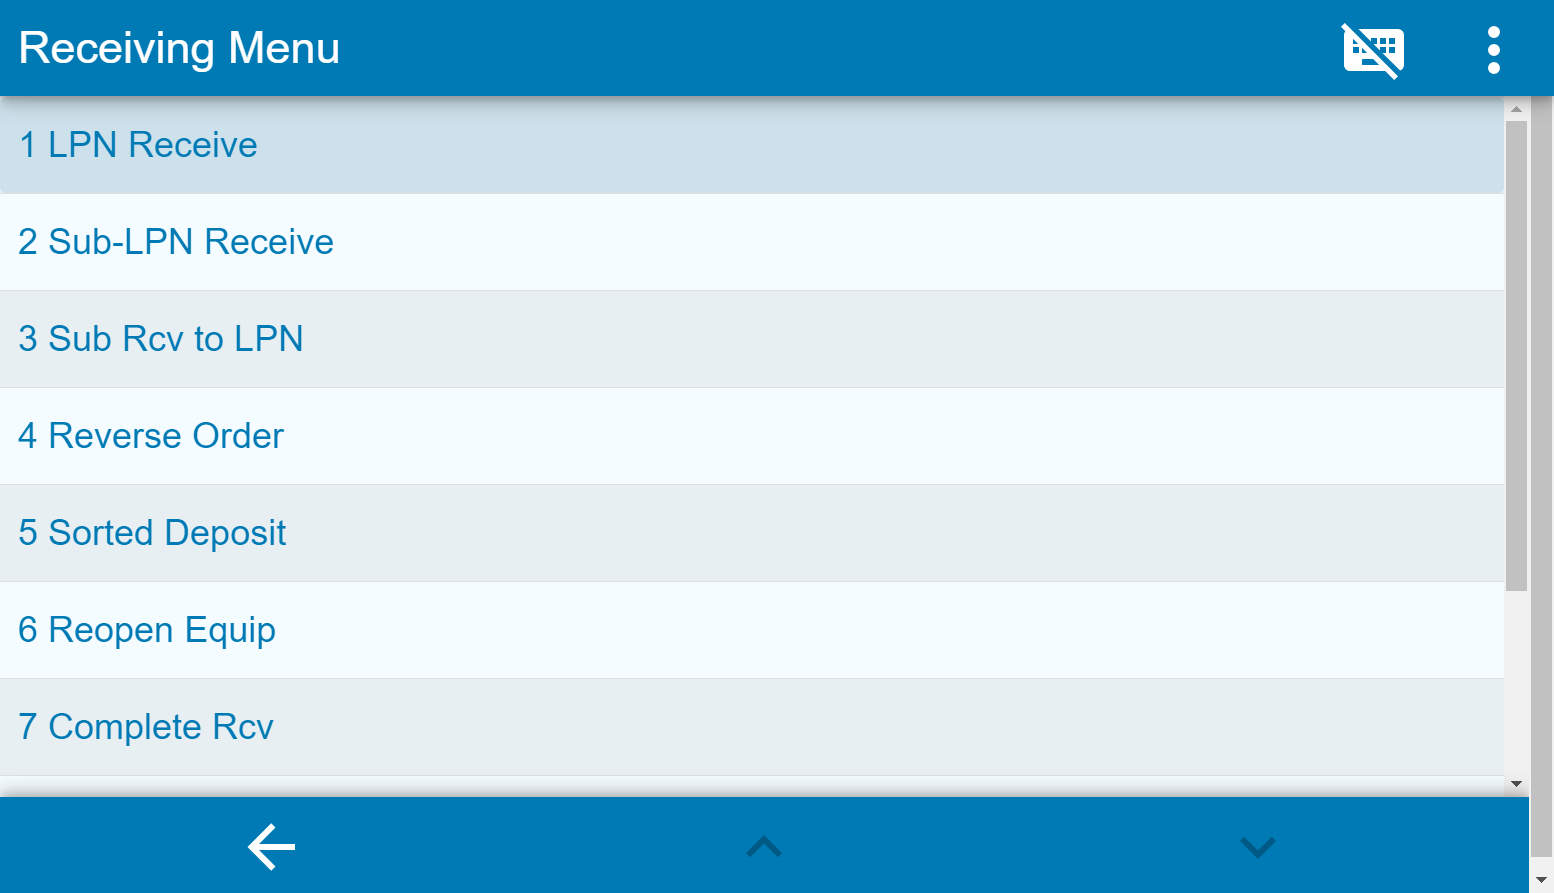 Receiving Menu
1 LPN Receive
2 Sub-LPN Receive
3 Sub Rcv to LPN
4 Reverse Order
5 Sorted Deposit
6 Reopen Equip
7 Complete Rcv